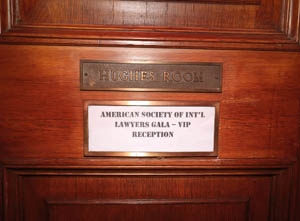 HUGHES ROOM
AMERICAN SOCIETY OF INT'L
LAWYERS GALA – VIP
RECEPTION